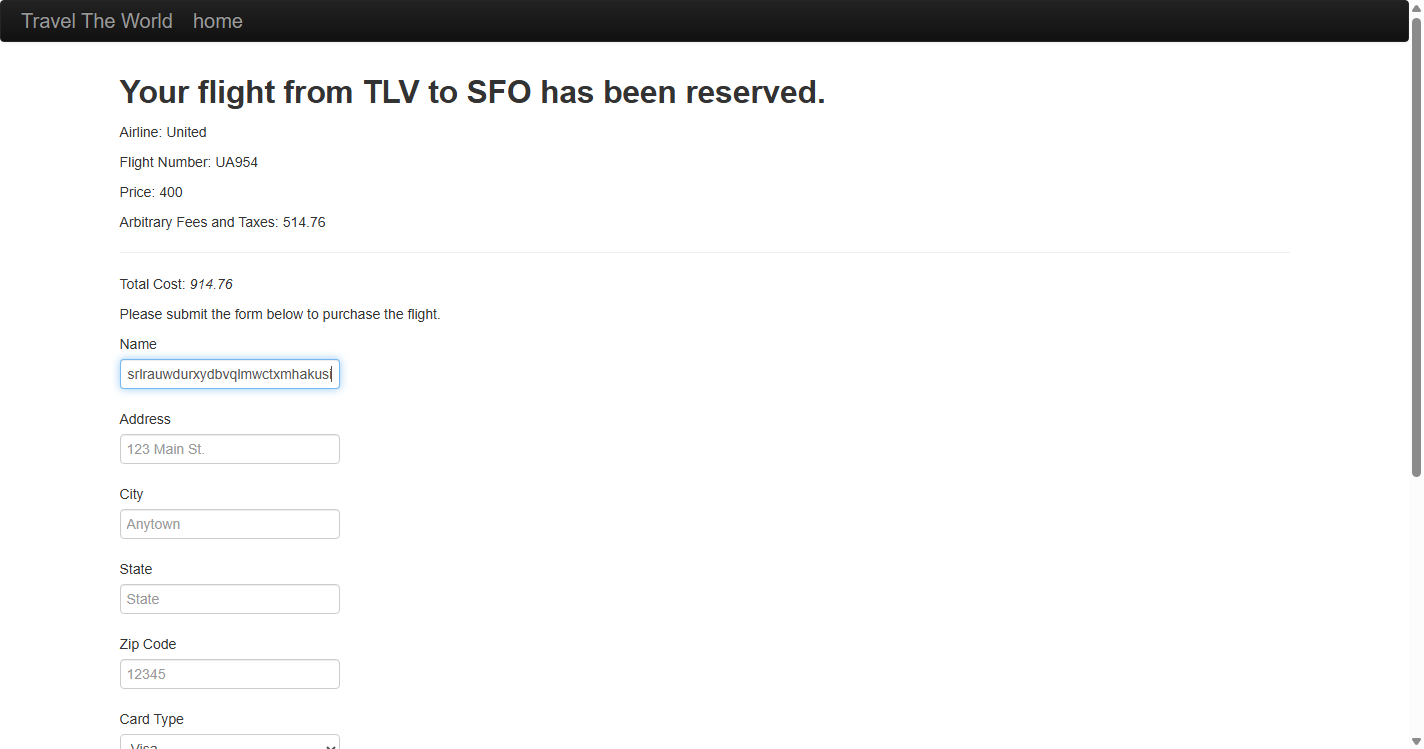 Travel The World home
Your flight from TLV to SFO has been reserved.
Airline: United
Flight Number: UA954
Price: 400
Arbitrary Fees and Taxes: 514.76
Total Cost: 914.76
Please submit the form below to purchase the flight.
Name
srlrauwdurxydbvqlmwctxmhakusl
Address
123 Main St.
City
Anytown
State
State
Zip Code
12345
Card Type
Visa